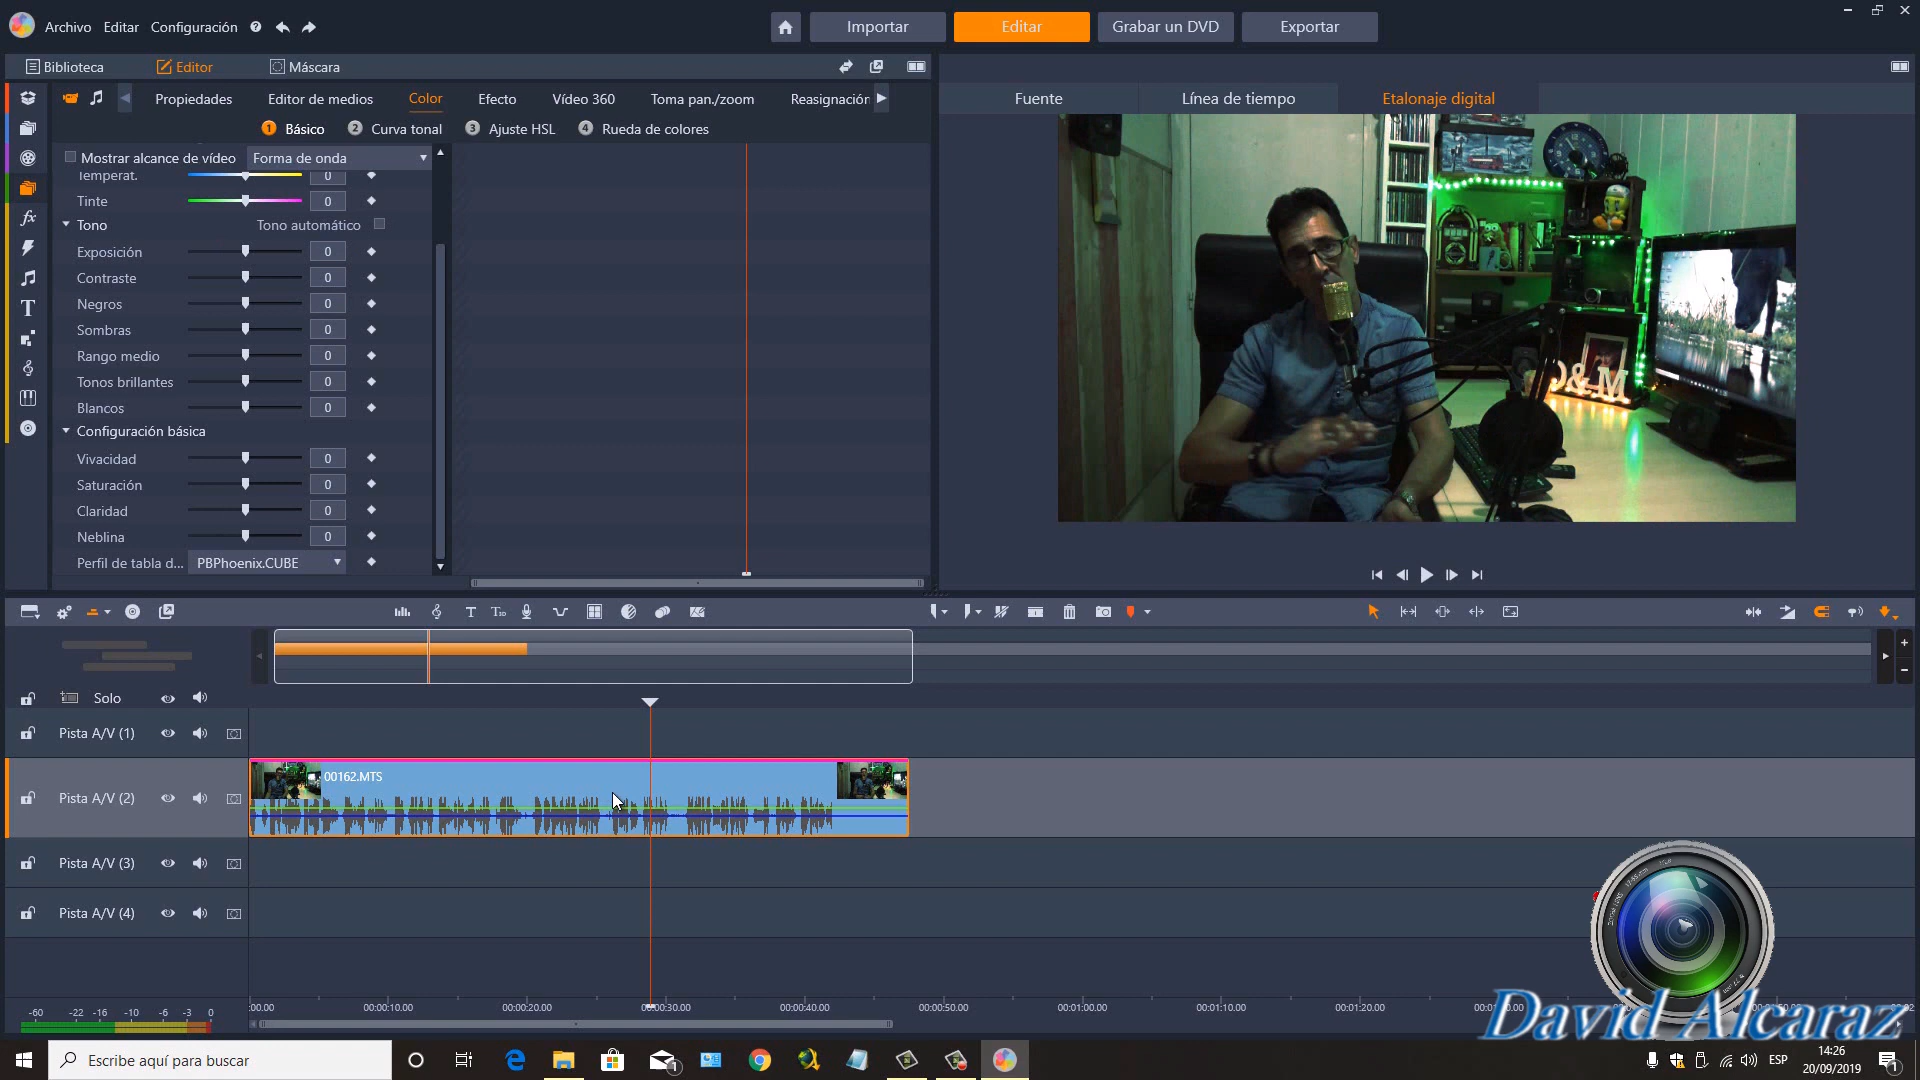 Archivo Editar Configuración
Importar Editar Grabar un DVD Exportar
Biblioteca Editor Máscara
Propiedades Editor de medios Color Efecto Vídeo 360 Toma pan./zoom Reasignación
1 Básico 2 Curva tonal 3 Ajuste HSL 4 Rueda de colores
Fuente Línea de tiempo Etalonaje digital
Mostrar alcance de vídeo Forma de onda
Temperat. 0
Tinte 0
Tono Tono automático
Exposición 0
Contraste 0
Negros 0
Sombras 0
Rango medio 0
Tonos brillantes 0
Blancos 0
Configuración básica
Vivacidad 0
Saturación 0
Claridad 0
Neblina 0
Perfil de tabla d... PBPhoenix.CUBE
D&M
Solo
Pista A/V (1)
00162.MTS
Pista A/V (2)
Pista A/V (3)
Pista A/V (4)
:00.00 00:00:10.00 00:00:20.00 00:00:30.00 00:00:40.00 00:00:50.00 00:01:00.00 00:01:10.00 00:01:20.00
-60 -22 -16 -10 -6 -3 0
David Alcaraz
Escribe aquí para buscar
ESP
14:26
20/09/2019